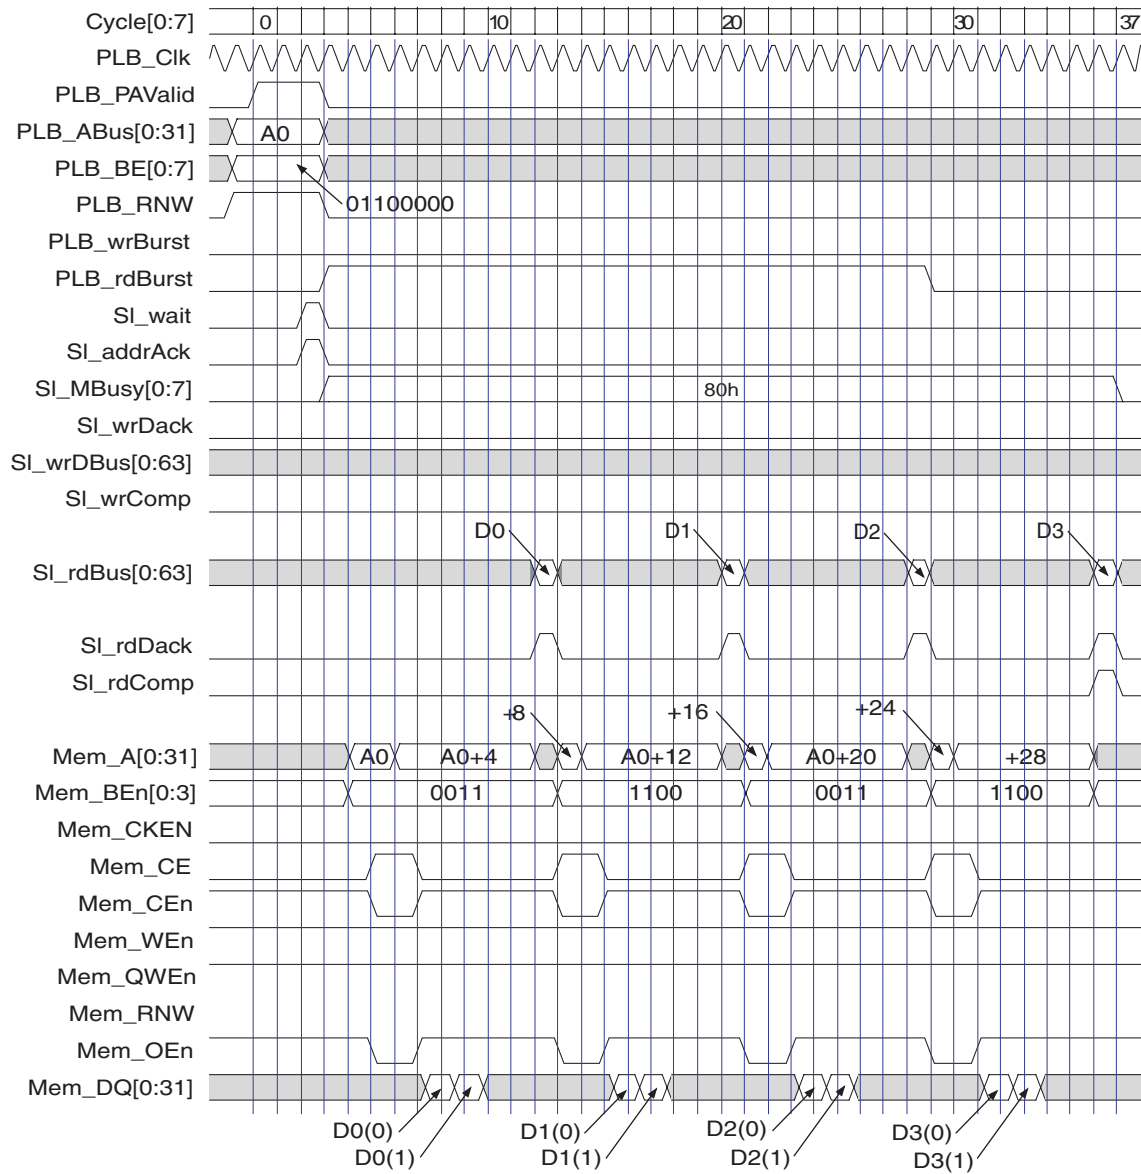 Cycle[0:7] 0 10 20 30 37
PLB_Clk
PLB_PAValid
PLB_ABus[0:31] A0
PLB_BE[0:7]
PLB_RNW 01100000
PLB_wrBurst
PLB_rdBurst
Sl_wait
Sl_addrAck
Sl_MBusy[0:7] 80h
Sl_wrDack
Sl_wrDBus[0:63]
Sl_wrComp
D0 D1 D2 D3
Sl_rdBus[0:63]
Sl_rdDack
Sl_rdComp
+8 +16 +24
Mem_A[0:31] A0 A0+4 A0+12 A0+20 +28
Mem_BEn[0:3] 0011 1100 0011 1100
Mem_CKEN
Mem_CE
Mem_CEn
Mem_WEn
Mem_QWEn
Mem_RNW
Mem_OEn
Mem_DQ[0:31]
D0(0) D1(0) D2(0) D3(0)
D0(1) D1(1) D2(1) D3(1)